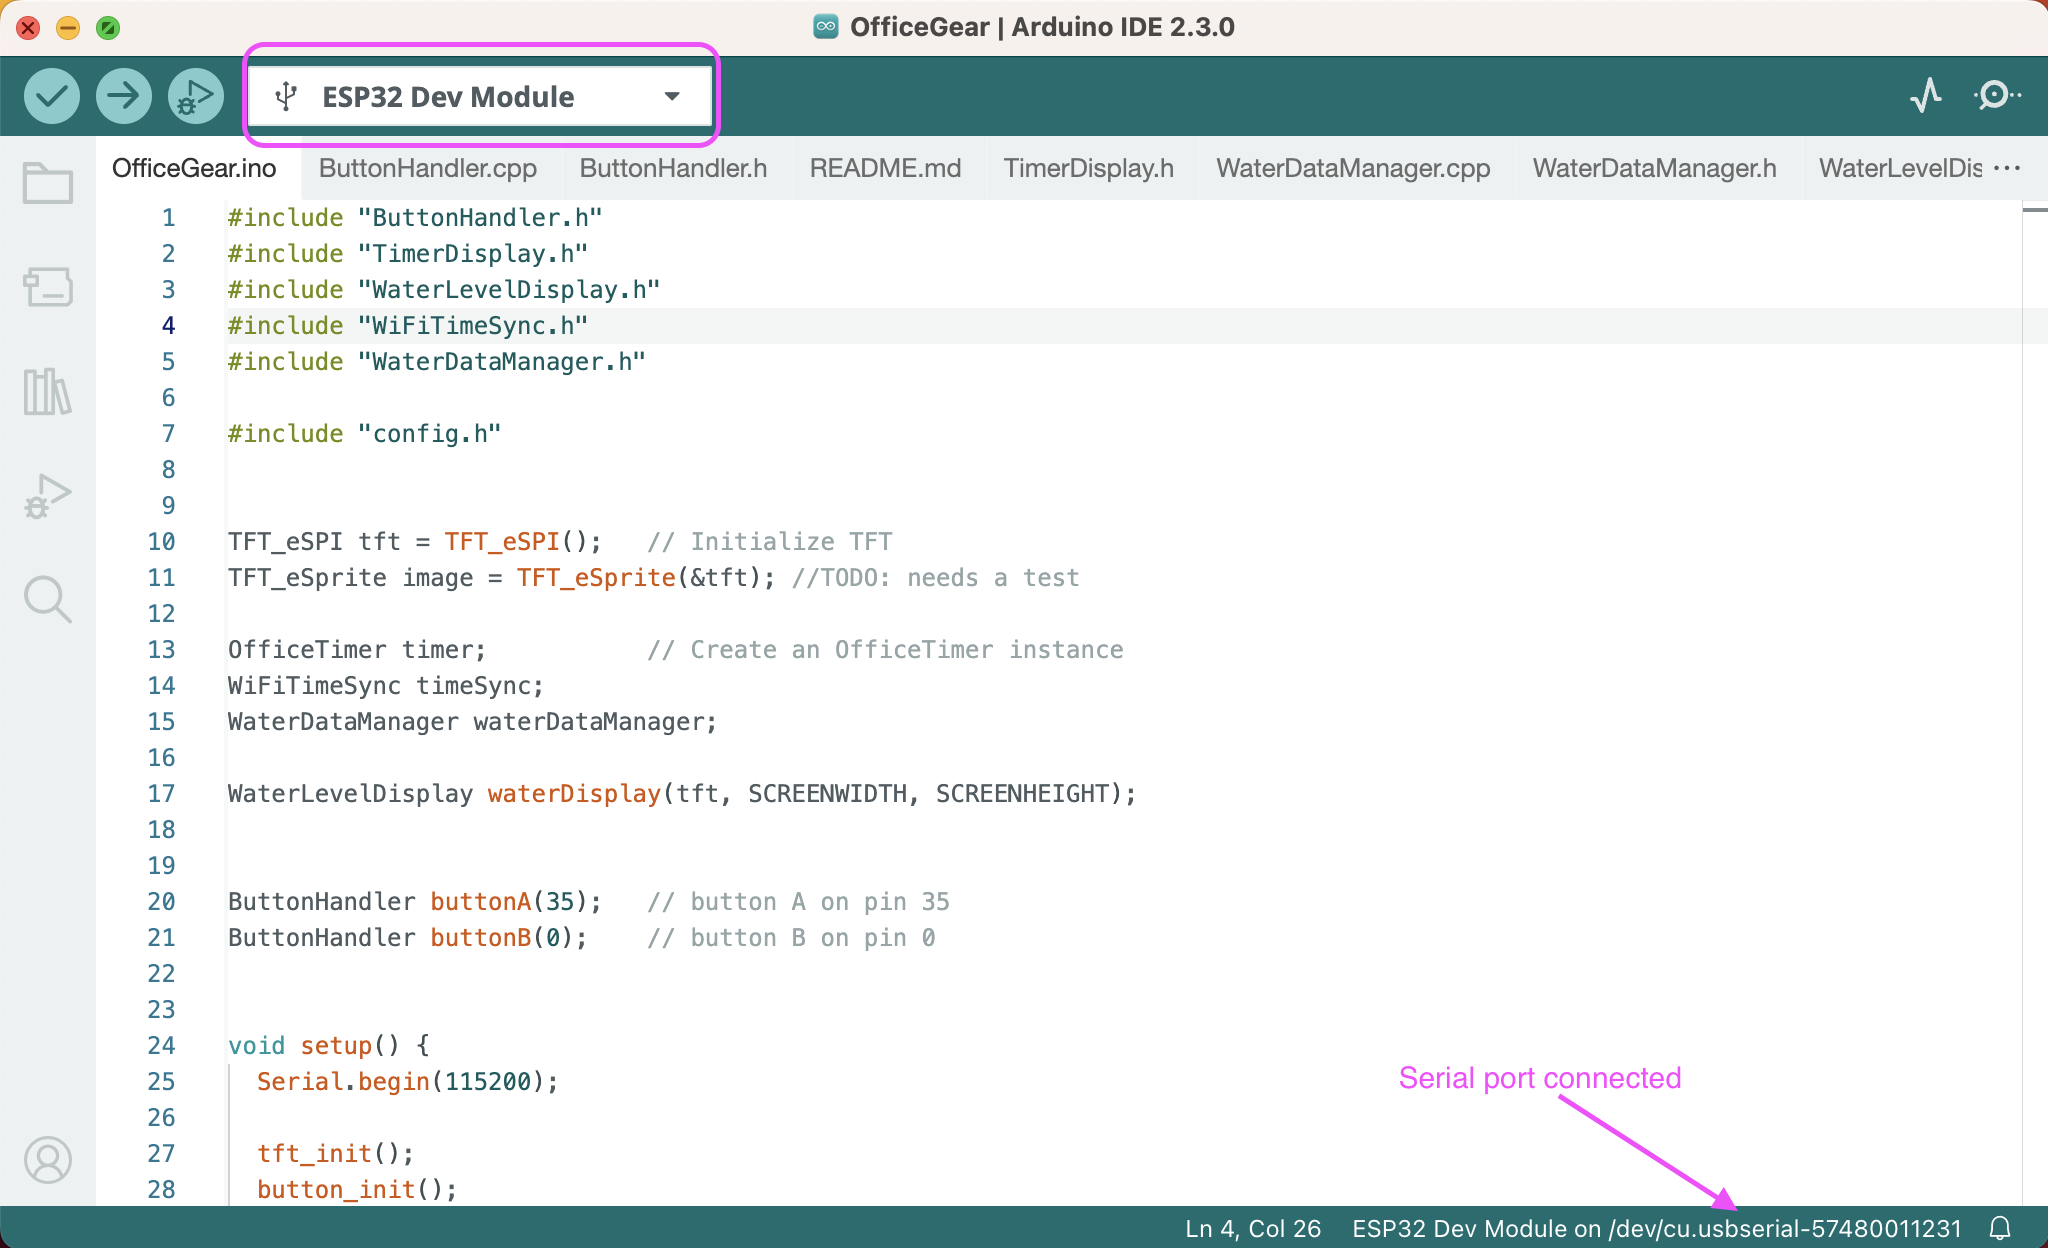 OfficeGear | Arduino IDE 2.3.0
ESP32 Dev Module
OfficeGear.ino ButtonHandler.cpp ButtonHandler.h README.md TimerDisplay.h WaterDataManager.cpp WaterDataManager.h WaterLevelDis ···
1 #include "ButtonHandler.h"
2 #include "TimerDisplay.h"
3 #include "WaterLevelDisplay.h"
4 #include "WiFiTimeSync.h"
5 #include "WaterDataManager.h"
6
7 #include "config.h"
8
9
10 TFT_eSPI tft = TFT_eSPI();   // Initialize TFT
11 TFT_eSprite image = TFT_eSprite(&tft); //TODO: needs a test
12
13 OfficeTimer timer;           // Create an OfficeTimer instance
14 WiFiTimeSync timeSync;
15 WaterDataManager waterDataManager;
16
17 WaterLevelDisplay waterDisplay(tft, SCREENWIDTH, SCREENHEIGHT);
18
19
20 ButtonHandler buttonA(35);   // button A on pin 35
21 ButtonHandler buttonB(0);    // button B on pin 0
22
23
24 void setup() {
25   Serial.begin(115200);
26
27   tft_init();
28   button_init();
Serial port connected
Ln 4, Col 26 ESP32 Dev Module on /dev/cu.usbserial-57480011231